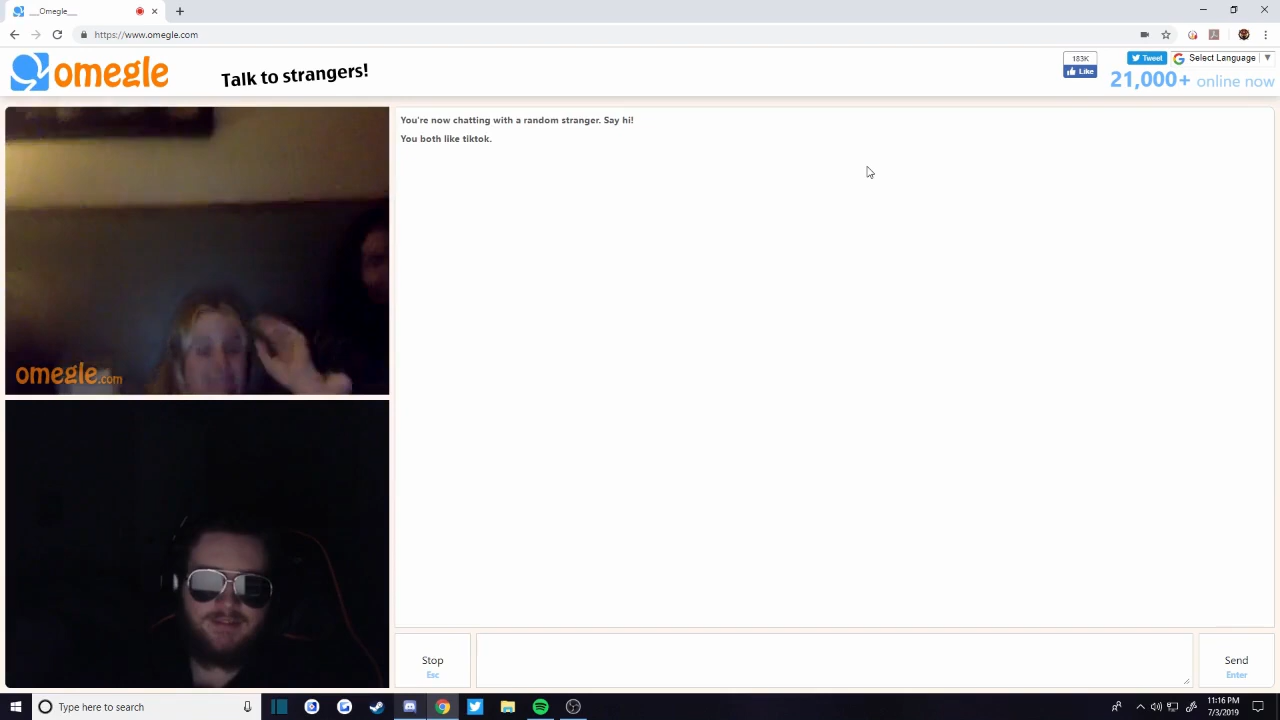 __Omegle__
https://www.omegle.com
omegle
Talk to strangers!
183K
Like
Tweet
Select Language
21,000+ online now
You're now chatting with a random stranger. Say hi!
You both like tiktok.
omegle.com
Stop
Esc
Send
Enter
Type here to search
11:16 PM
7/3/2019